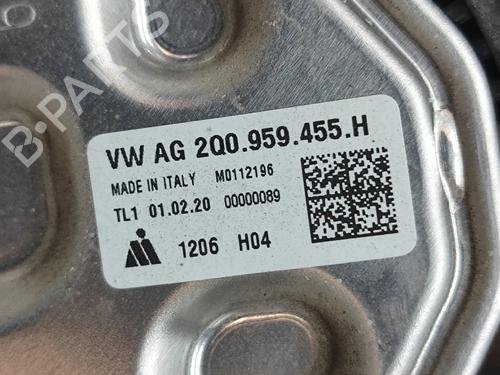 B-PARTS
VW AG 2Q0.959.455.H
MADE IN ITALY M0112196
TL1 01.02.20 00000089
1206 H04